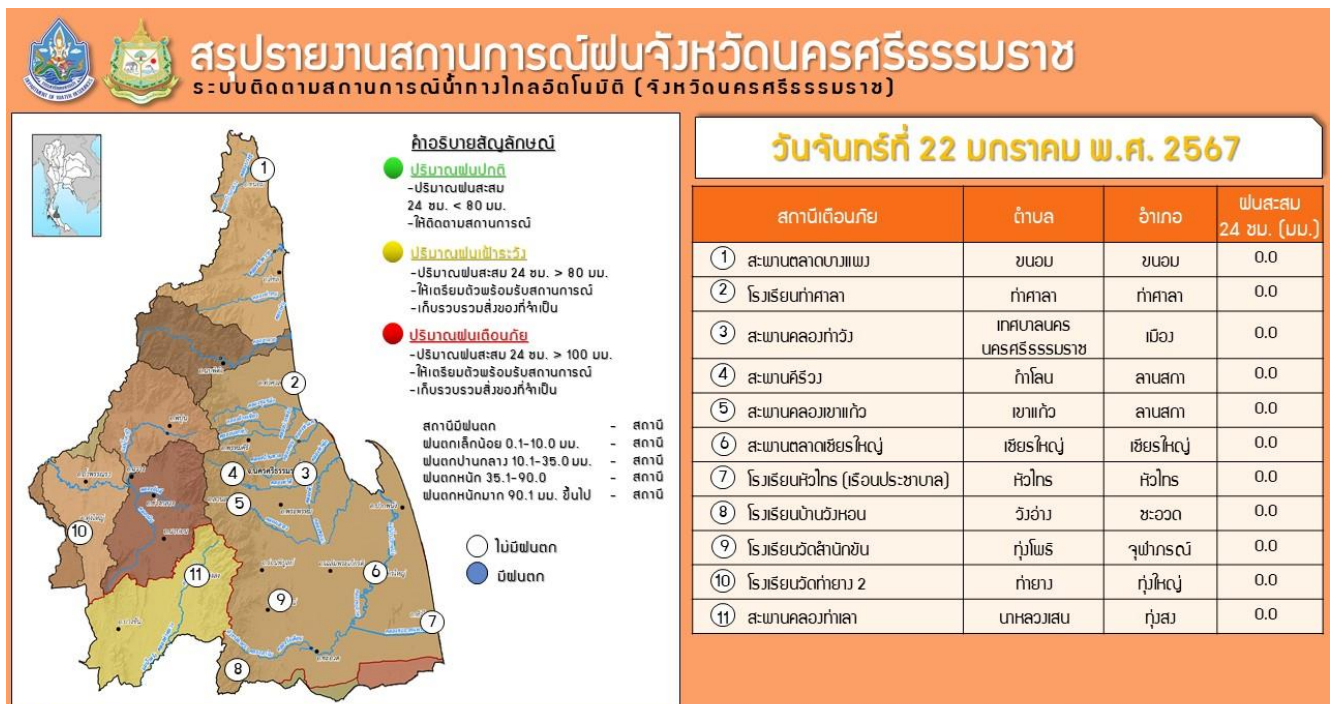 สรุปรายงานสถานการณ์ฝนจังหวัดนครศรีธรรมราช
ระบบติดตามสถานการณ์น้ำทางไกลอัตโนมัติ (จังหวัดนครศรีธรรมราช)
คำอธิบายสัญลักษณ์
ปริมาณฝนปกติ
-ปริมาณฝนสะสม
24 ชม. < 80 มม.
-ให้ติดตามสถานการณ์
ปริมาณฝนเฝ้าระวัง
-ปริมาณฝนสะสม 24 ชม. > 80 มม.
-ให้เตรียมตัวพร้อมรับสถานการณ์
-เก็บรวบรวมสิ่งของที่จำเป็น
ปริมาณฝนเตือนภัย
-ปริมาณฝนสะสม 24 ชม. > 100 มม.
-ให้เตรียมตัวพร้อมรับสถานการณ์
-เก็บรวบรวมสิ่งของที่จำเป็น
สถานีมีฝนตก - สถานี
ฝนตกเล็กน้อย 0.1-10.0 มม. - สถานี
ฝนตกปานกลาง 10.1-35.0 มม. - สถานี
ฝนตกหนัก 35.1-90.0 - สถานี
ฝนตกหนักมาก 90.1 มม. ขึ้นไป - สถานี
ไม่มีฝนตก
มีฝนตก
1
2
4
3
5
10
11
6
9
7
8
วันจันทร์ที่ 22 มกราคม พ.ศ. 2567
สถานีเตือนภัย ตำบล อำเภอ ฝนสะสม 24 ชม. (มม.)
1 สะพานตลาดบางแพง ขนอม ขนอม 0.0
2 โรงเรียนท่าศาลา ท่าศาลา ท่าศาลา 0.0
3 สะพานคลองท่าวัง เทศบาลนคร นครศรีธรรมราช เมือง 0.0
4 สะพานคีรีวง กำโลน ลานสกา 0.0
5 สะพานคลองเขาแก้ว เขาแก้ว ลานสกา 0.0
6 สะพานตลาดเชียรใหญ่ เชียรใหญ่ เชียรใหญ่ 0.0
7 โรงเรียนหัวไทร (เรือนประชาบาล) หัวไทร หัวไทร 0.0
8 โรงเรียนบ้านวังหอน วังอ่าง ชะอวด 0.0
9 โรงเรียนวัดสำนักขัน ทุ่งโพธิ จุฬาภรณ์ 0.0
10 โรงเรียนวัดท่ายาง 2 ท่ายาง ทุ่งใหญ่ 0.0
11 สะพานคลองท่าเลา นาหลวงเสน ทุ่งสง 0.0